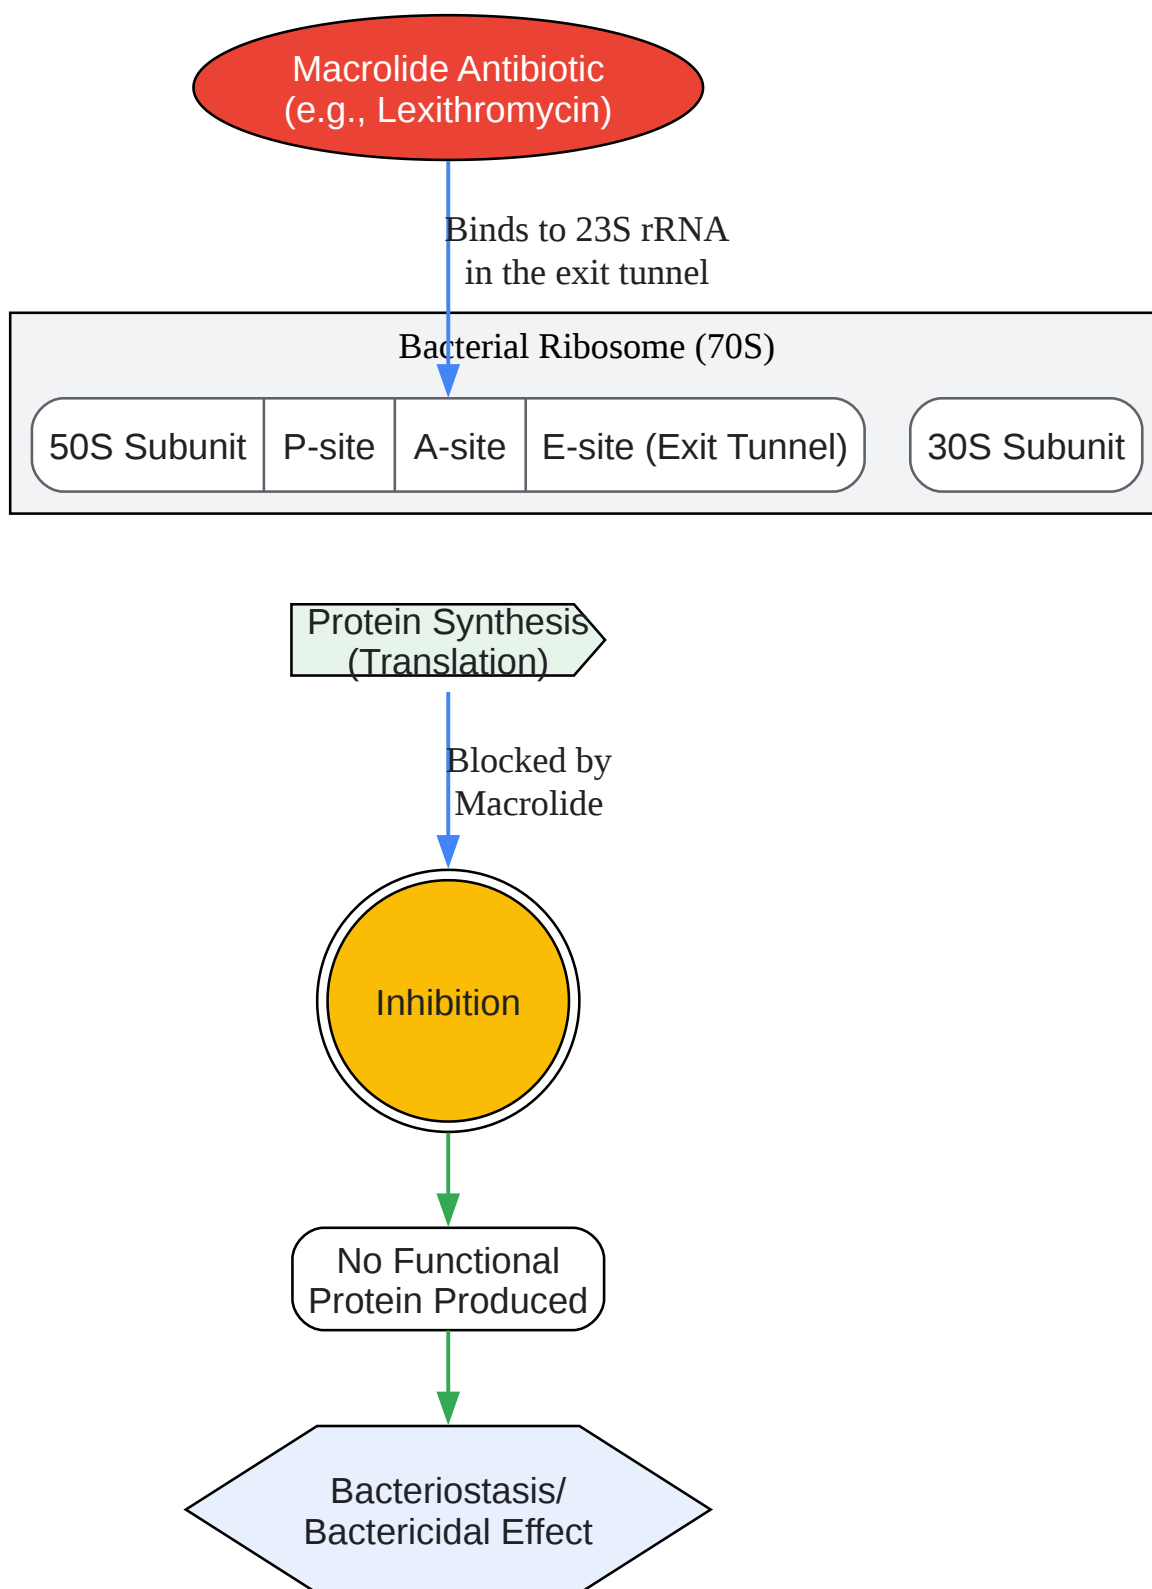 Macrolide Antibiotic
(e.g., Lexithromycin)
Binds to 23S rRNA
in the exit tunnel
Bacterial Ribosome (70S)
50S Subunit
P-site
A-site
E-site (Exit Tunnel)
30S Subunit
Protein Synthesis
(Translation)
Blocked by
Macrolide
Inhibition
No Functional
Protein Produced
Bacteriostasis/
Bactericidal Effect